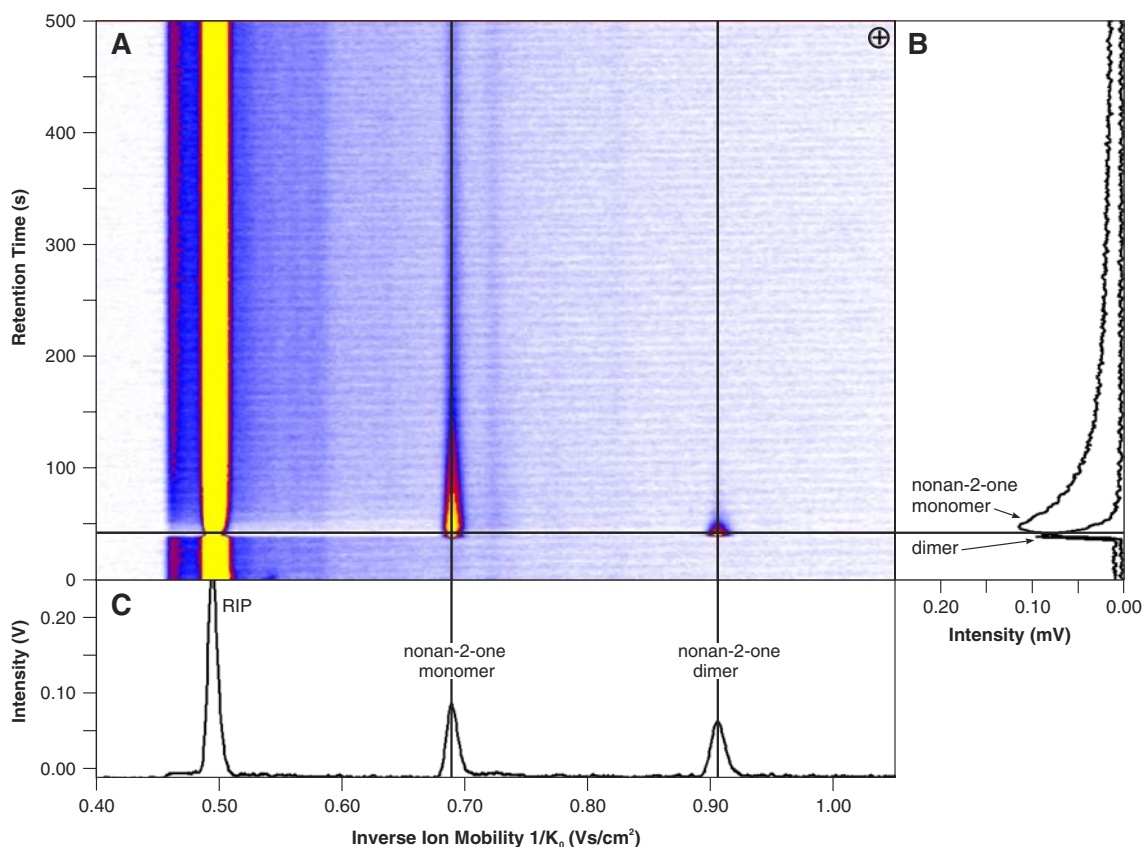 500
400
300
200
100
0
Retention Time (s)
A
⊕
B
nonan-2-one
monomer
dimer
0.20
0.10
0.00
Intensity (mV)
C
RIP
nonan-2-one
monomer
nonan-2-one
dimer
0.20
0.10
0.00
Intensity (V)
0.40
0.50
0.60
0.70
0.80
0.90
1.00
Inverse Ion Mobility 1/K₀ (Vs/cm²)